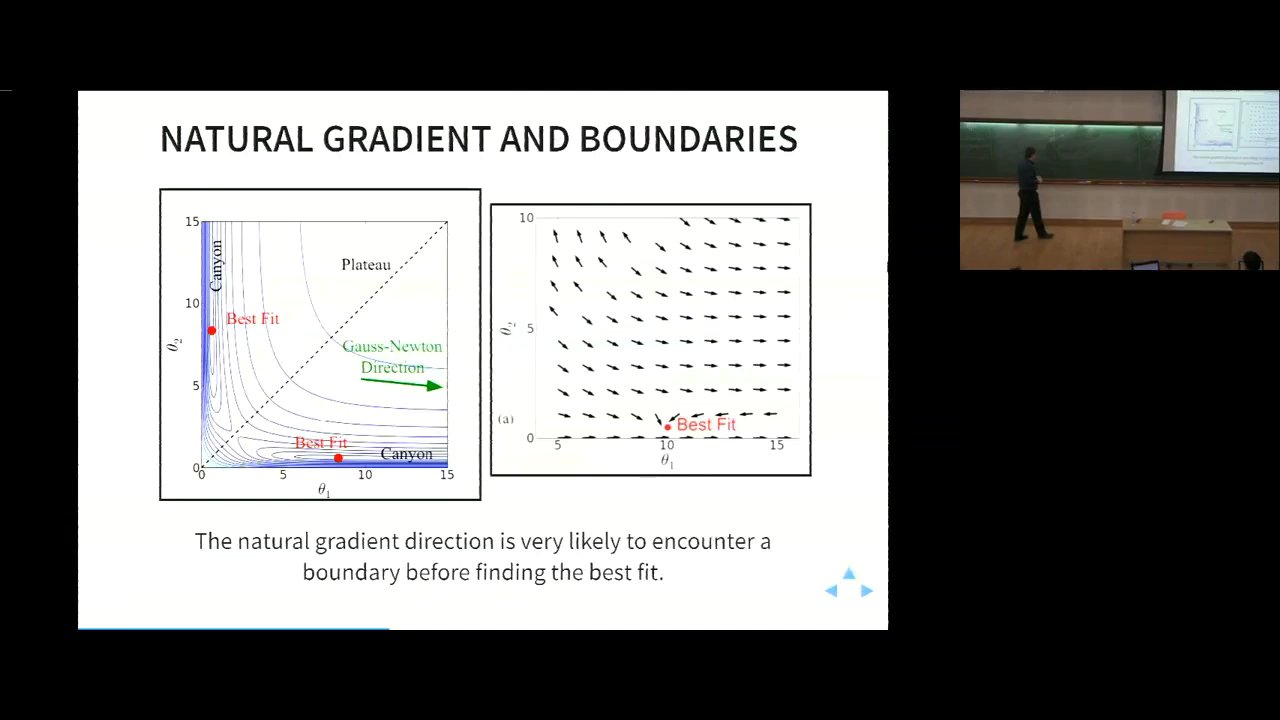 NATURAL GRADIENT AND BOUNDARIES
15
10
5
0
0
5
10
15
θ2
θ1
Canyon
Plateau
Best Fit
Gauss-Newton
Direction
Best Fit
Canyon
10
5
0
5
10
15
θ2
θ1
(a)
Best Fit
The natural gradient direction is very likely to encounter a
boundary before finding the best fit.